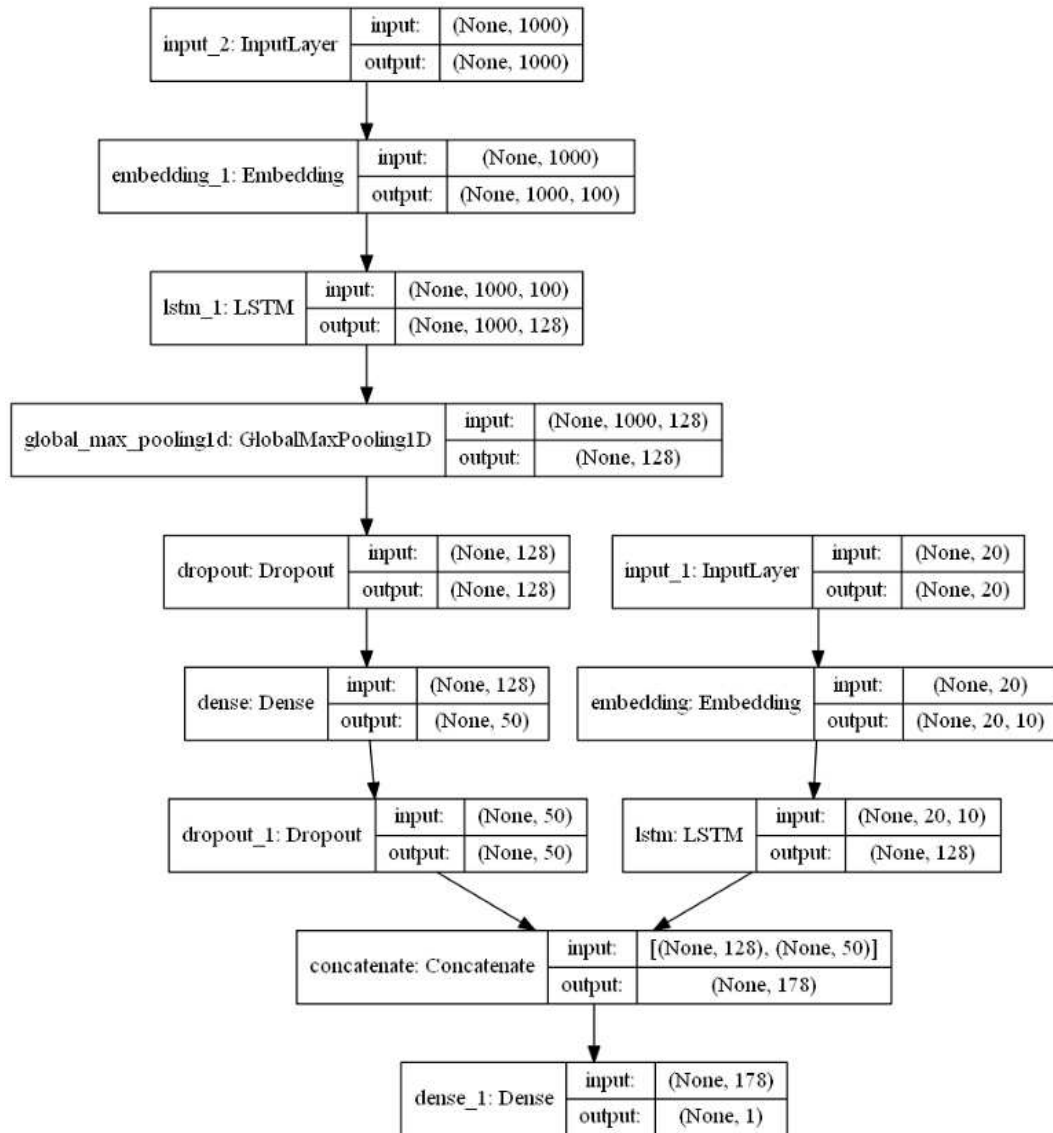 input_2: InputLayer
input: (None, 1000)
output: (None, 1000)
embedding_1: Embedding
input: (None, 1000)
output: (None, 1000, 100)
lstm_1: LSTM
input: (None, 1000, 100)
output: (None, 1000, 128)
global_max_pooling1d: GlobalMaxPooling1D
input: (None, 1000, 128)
output: (None, 128)
dropout: Dropout
input: (None, 128)
output: (None, 128)
input_1: InputLayer
input: (None, 20)
output: (None, 20)
dense: Dense
input: (None, 128)
output: (None, 50)
embedding: Embedding
input: (None, 20)
output: (None, 20, 10)
dropout_1: Dropout
input: (None, 50)
output: (None, 50)
lstm: LSTM
input: (None, 20, 10)
output: (None, 128)
concatenate: Concatenate
input: [(None, 128), (None, 50)]
output: (None, 178)
dense_1: Dense
input: (None, 178)
output: (None, 1)